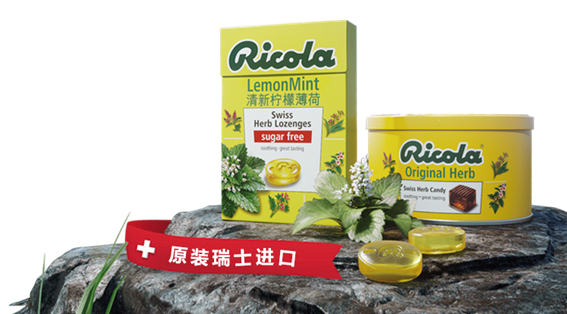 Ricola
LemonMint
清新柠檬薄荷
Swiss
Herb Lozenges
sugar free
soothing • great tasting
Ricola
Original Herb
Swiss Herb Candy
soothing • great tasting
原装瑞士进口